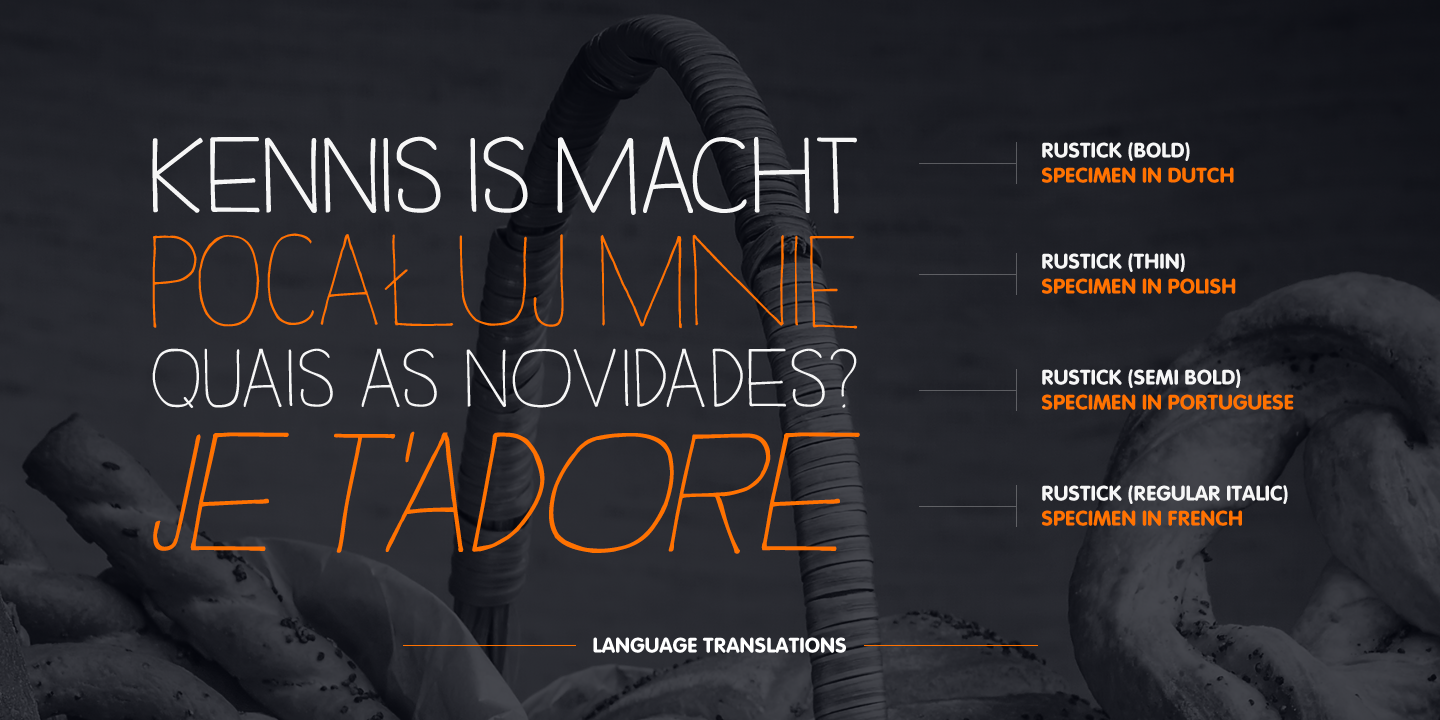 KENNIS IS MACHT
RUSTICK (BOLD)
SPECIMEN IN DUTCH
POCAŁUJ MNIE
RUSTICK (THIN)
SPECIMEN IN POLISH
QUAIS AS NOVIDADES?
RUSTICK (SEMI BOLD)
SPECIMEN IN PORTUGUESE
JE T'ADORE
RUSTICK (REGULAR ITALIC)
SPECIMEN IN FRENCH
LANGUAGE TRANSLATIONS